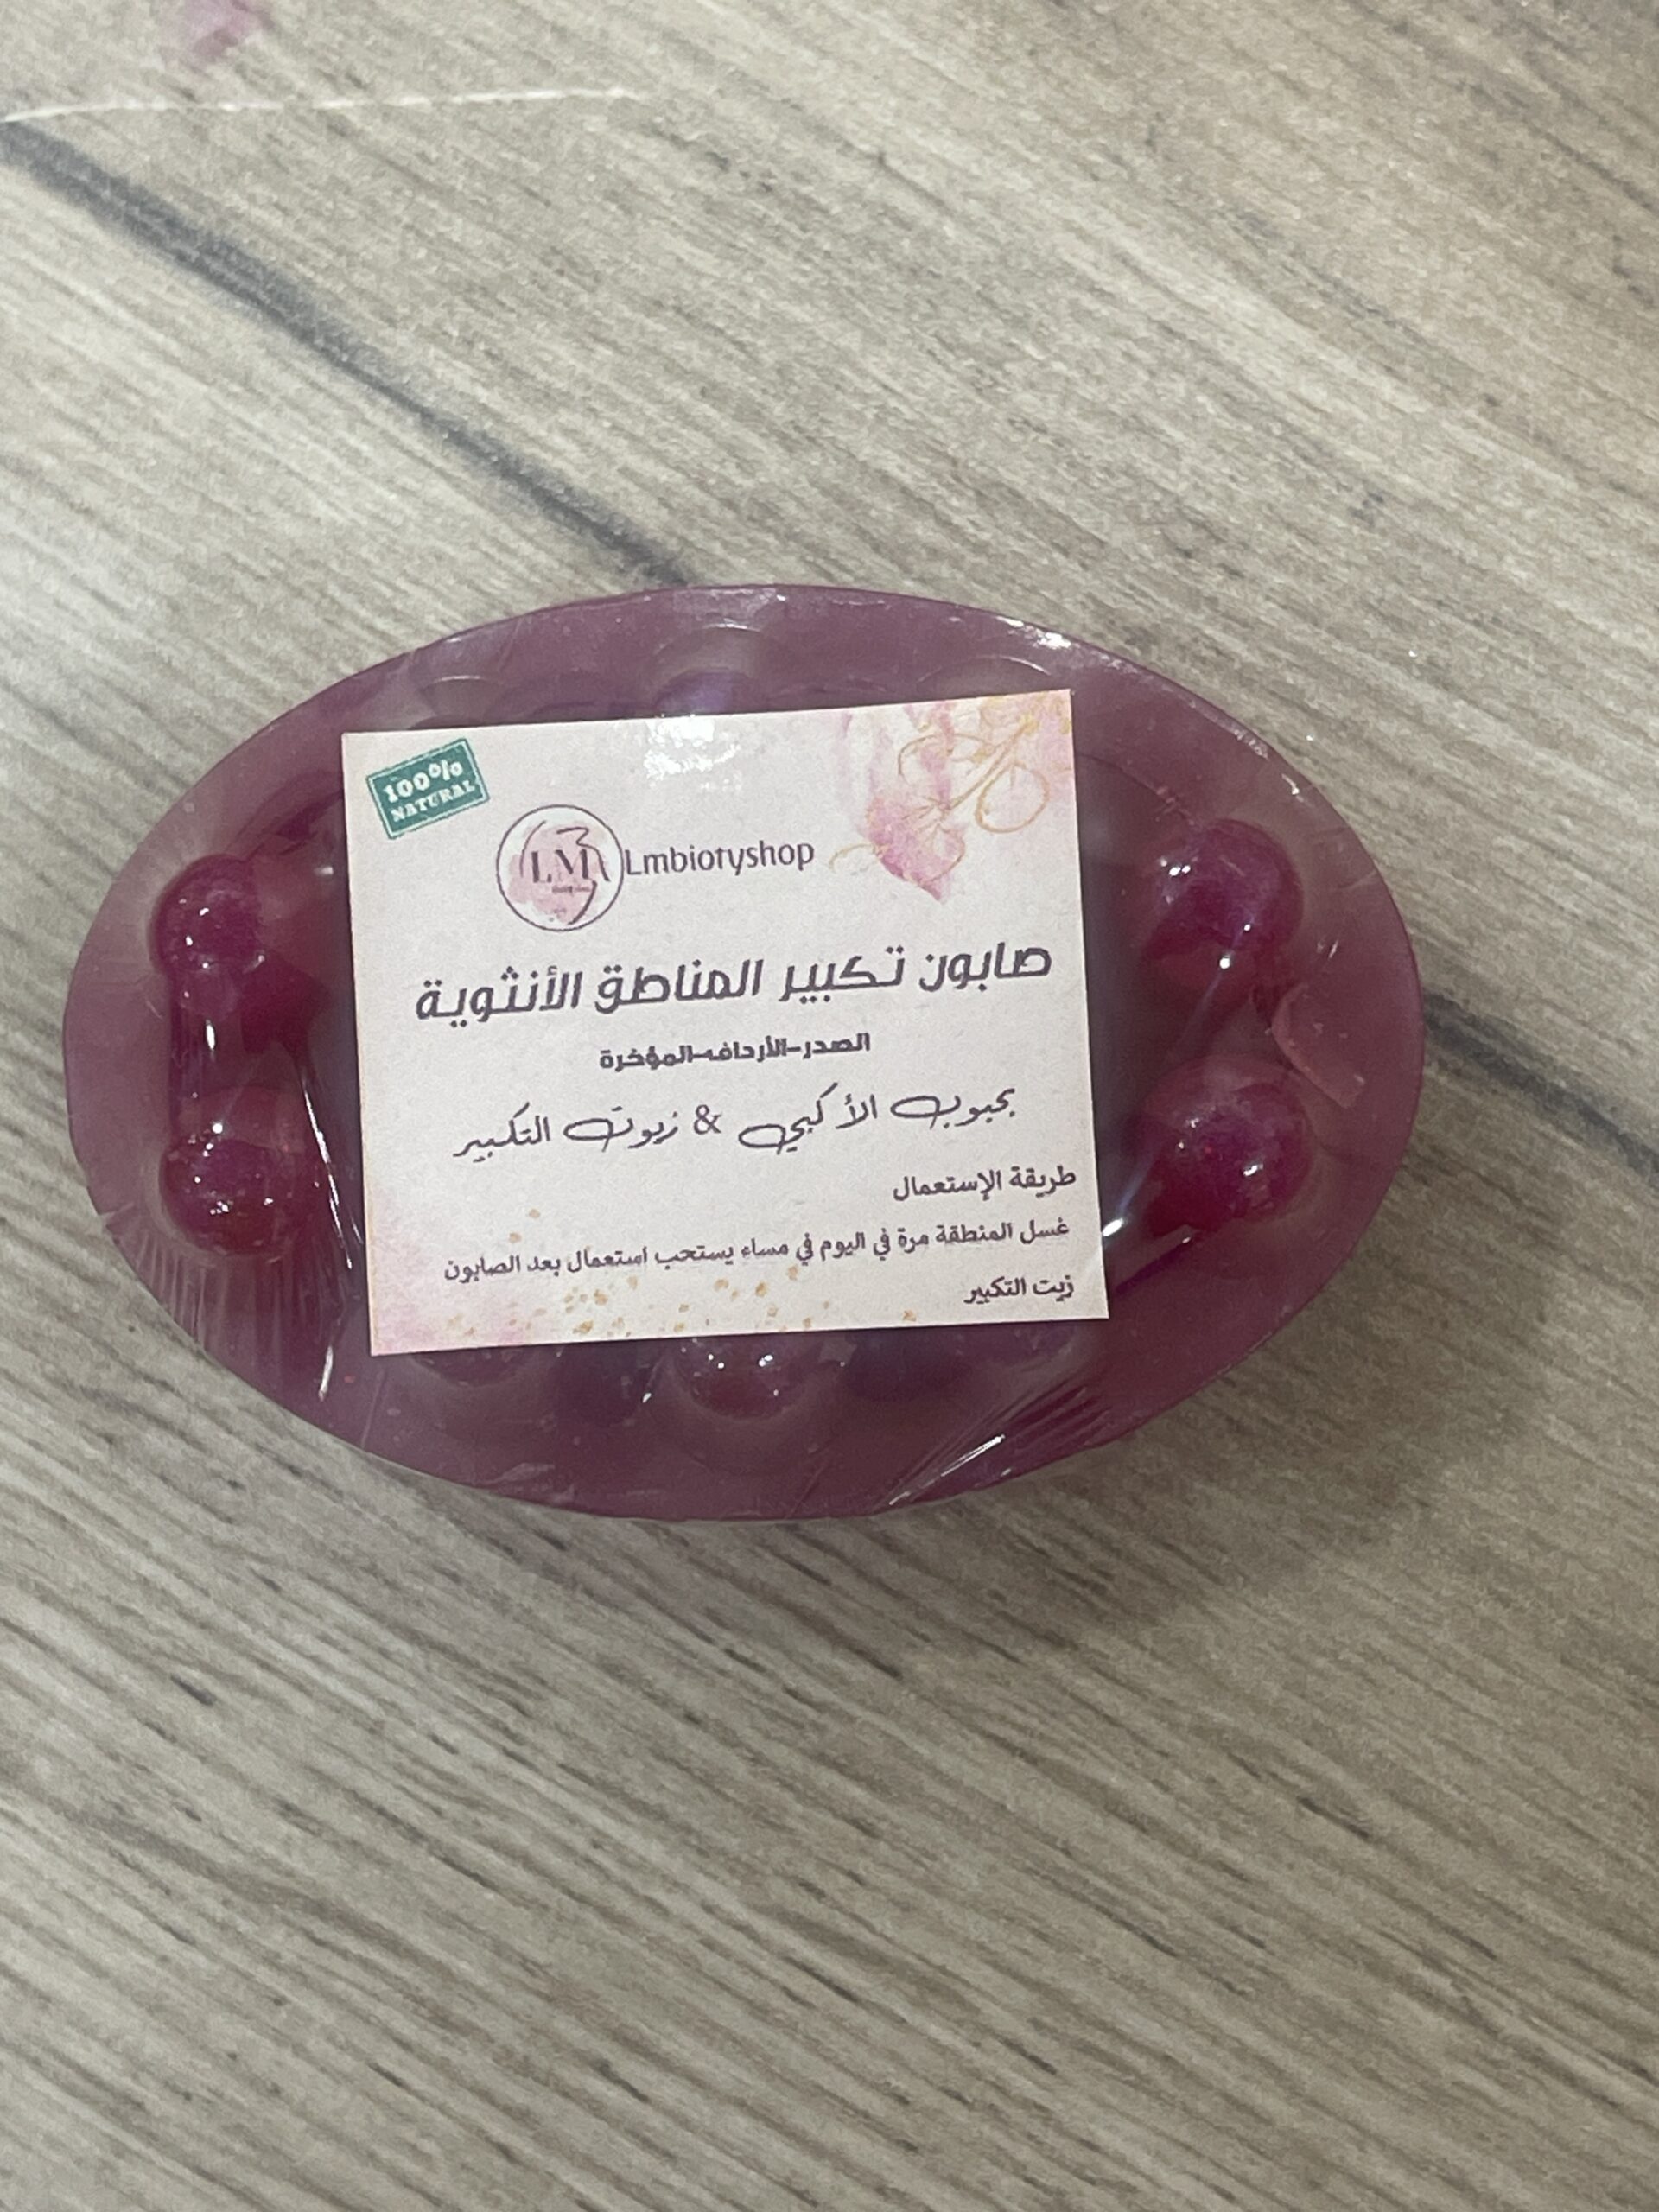 100%
NATURAL
LM
Lmbiotyshop
صابون تكبير المناطق الأنثوية
الصدر-الأرداف-المؤخرة
بحبوب الأكبي & زيوت التكبير
طريقة الإستعمال
غسل المنطقة مرة في اليوم في مساء يستحب استعمال بعد الصابون
زيت التكبير